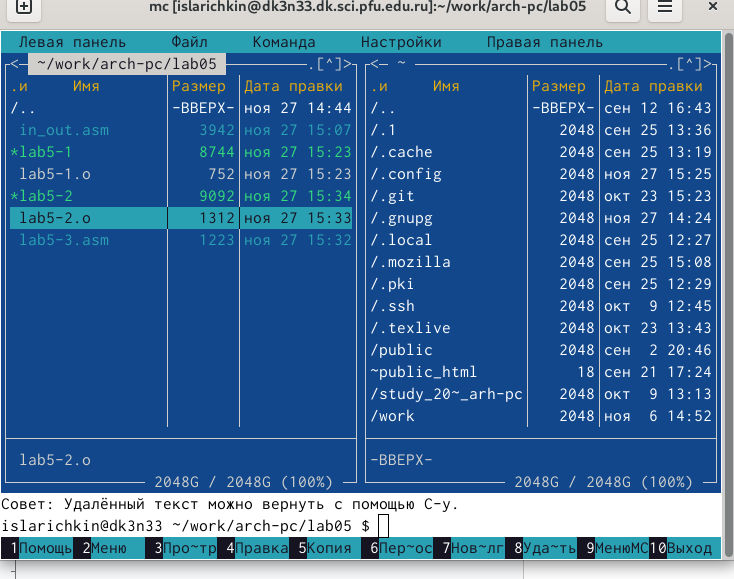 mc [islarichkin@dk3n33.dk.sci.pfu.edu.ru]:~/work/arch-pc/lab05
Левая панель Файл Команда Настройки Правая панель
<─ ~/work/arch-pc/lab05 .[^]>
.и Имя Размер Дата правки
/.. -ВВЕРХ- ноя 27 14:44
in_out.asm 3942 ноя 27 15:07
*lab5-1 8744 ноя 27 15:23
lab5-1.o 752 ноя 27 15:23
*lab5-2 9092 ноя 27 15:34
lab5-2.o 1312 ноя 27 15:33
lab5-3.asm 1223 ноя 27 15:32
lab5-2.o
2048G / 2048G (100%)
<─ ~ .[^]>
.и Имя Размер Дата правки
/.. -ВВЕРХ- сен 12 16:43
/.1 2048 сен 25 13:36
/.cache 2048 сен 25 13:19
/.config 2048 ноя 27 15:25
/.git 2048 окт 23 15:23
/.gnupg 2048 ноя 27 14:24
/.local 2048 сен 25 12:27
/.mozilla 2048 сен 25 15:08
/.pki 2048 сен 25 12:29
/.ssh 2048 окт 9 12:45
/.texlive 2048 окт 23 13:43
/public 2048 сен 2 20:46
~public_html 18 сен 21 17:24
/study_20~_arh-pc 2048 окт 9 13:13
/work 2048 ноя 6 14:52
-ВВЕРХ-
2048G / 2048G (100%)
Совет: Удалённый текст можно вернуть с помощью C-y.
islarichkin@dk3n33 ~/work/arch-pc/lab05 $
1Помощь 2Меню 3Про~тр 4Правка 5Копия 6Пер~ос 7Нов~лг 8Уда~ть 9МенюMC 10Выход